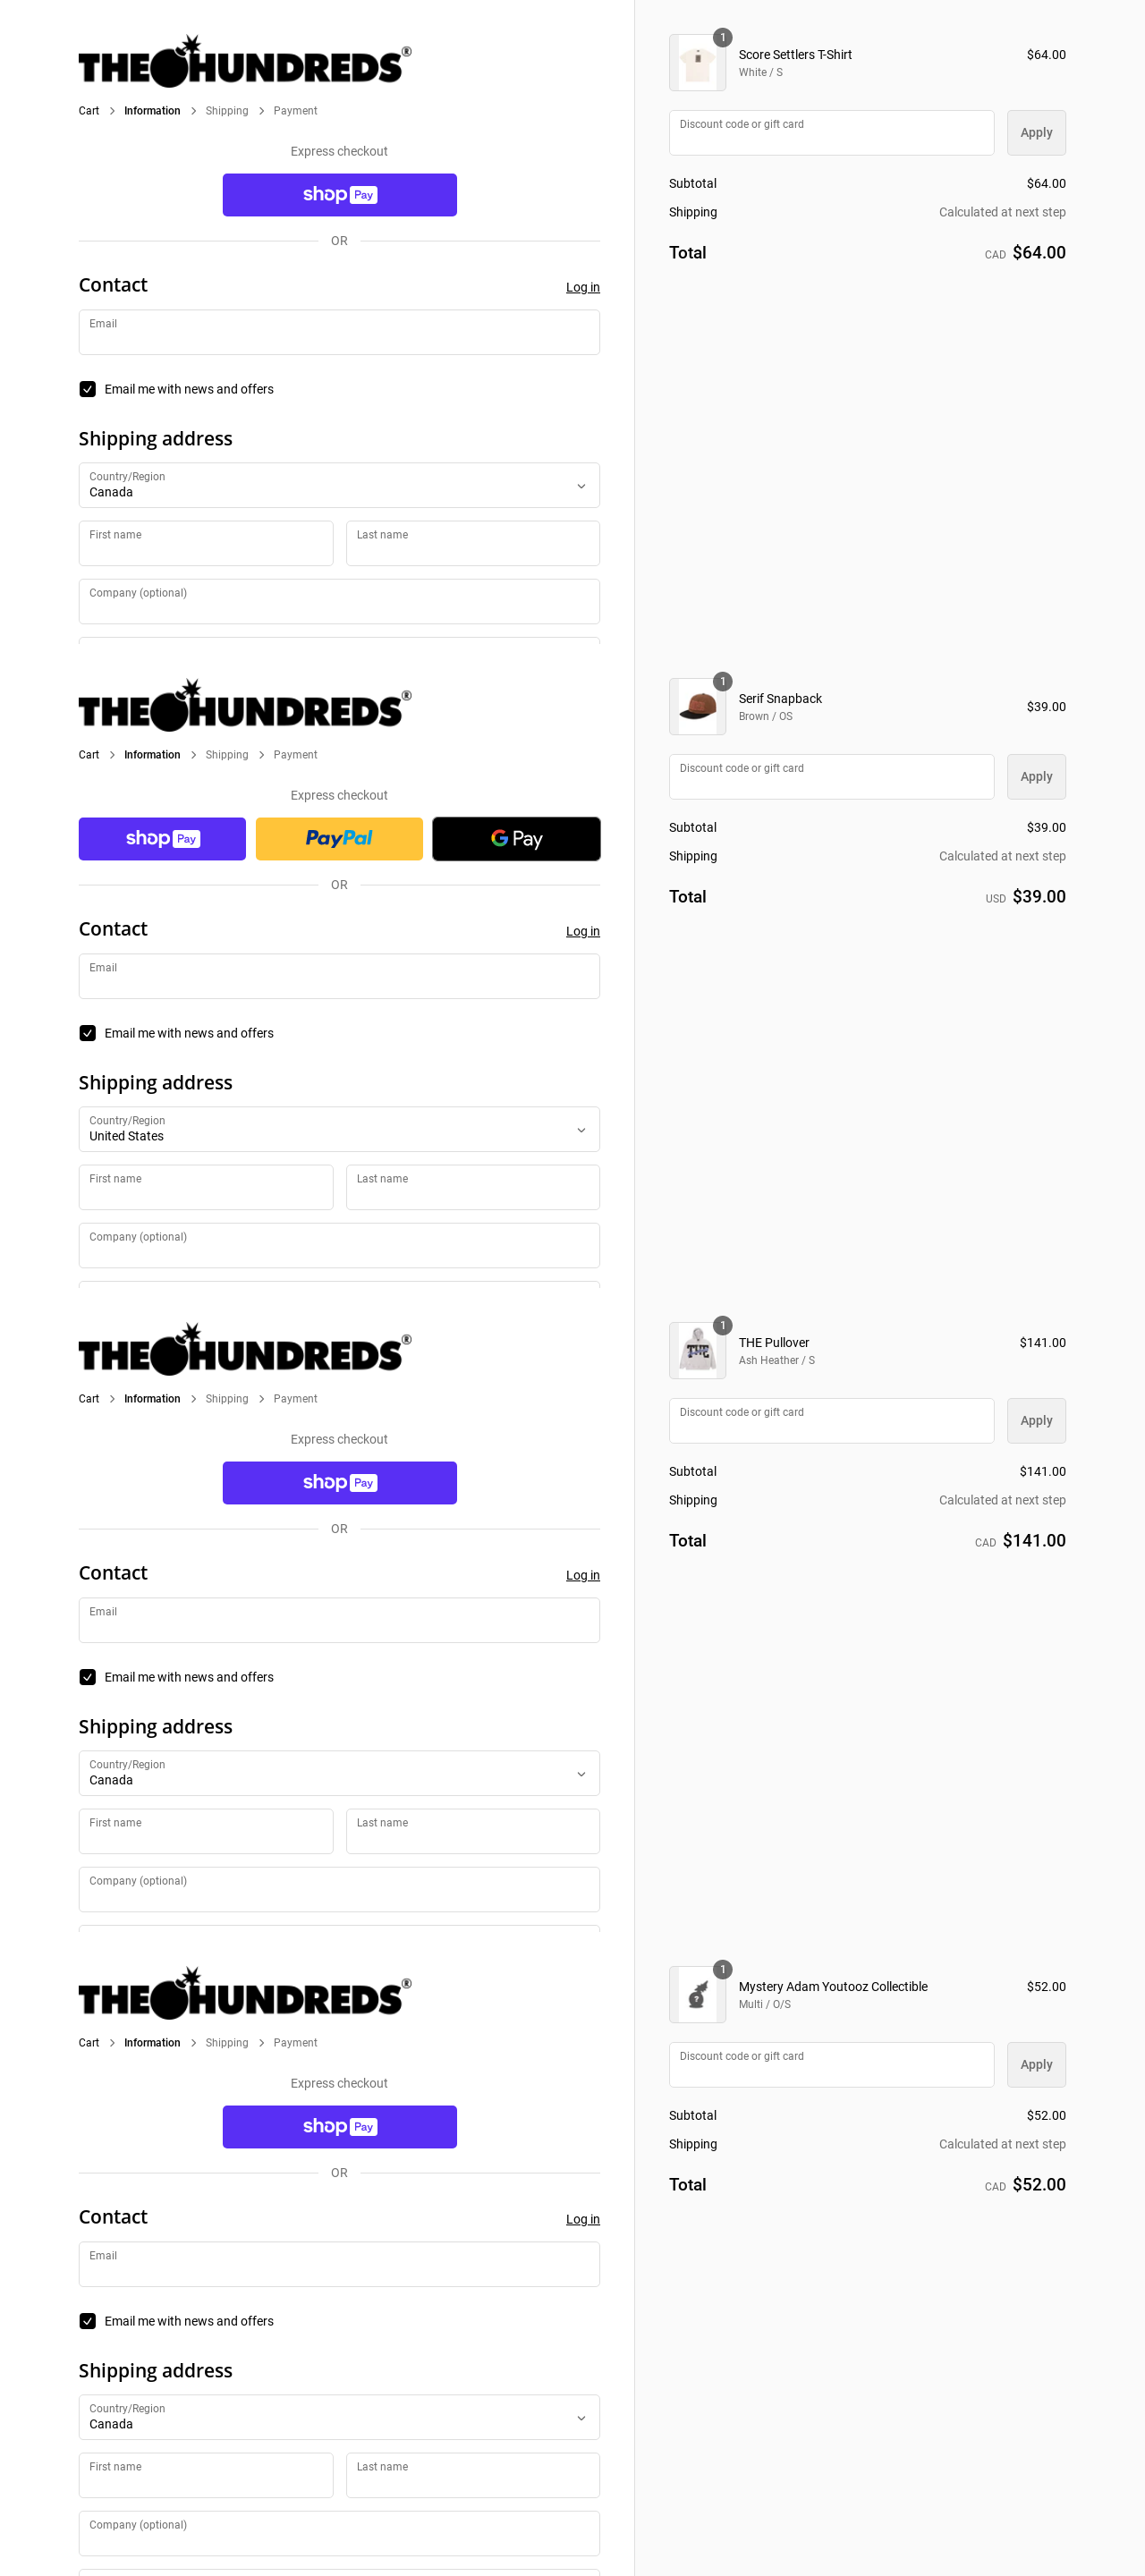 THE HUNDREDS®
Cart > Information > Shipping > Payment
Express checkout
shop Pay
OR
Contact
Log in
Email
Email me with news and offers
Shipping address
Country/Region
Canada
First name
Last name
Company (optional)
1
Score Settlers T-Shirt
$64.00
White / S
Discount code or gift card
Apply
Subtotal
$64.00
Shipping
Calculated at next step
Total
CAD $64.00
THE HUNDREDS®
Cart > Information > Shipping > Payment
Express checkout
shop Pay
PayPal
G Pay
OR
Contact
Log in
Email
Email me with news and offers
Shipping address
Country/Region
United States
First name
Last name
Company (optional)
1
Serif Snapback
$39.00
Brown / OS
Discount code or gift card
Apply
Subtotal
$39.00
Shipping
Calculated at next step
Total
USD $39.00
THE HUNDREDS®
Cart > Information > Shipping > Payment
Express checkout
shop Pay
OR
Contact
Log in
Email
Email me with news and offers
Shipping address
Country/Region
Canada
First name
Last name
Company (optional)
1
THE Pullover
$141.00
Ash Heather / S
Discount code or gift card
Apply
Subtotal
$141.00
Shipping
Calculated at next step
Total
CAD $141.00
THE HUNDREDS®
Cart > Information > Shipping > Payment
Express checkout
shop Pay
OR
Contact
Log in
Email
Email me with news and offers
Shipping address
Country/Region
Canada
First name
Last name
Company (optional)
1
?
Mystery Adam Youtooz Collectible
$52.00
Multi / O/S
Discount code or gift card
Apply
Subtotal
$52.00
Shipping
Calculated at next step
Total
CAD $52.00